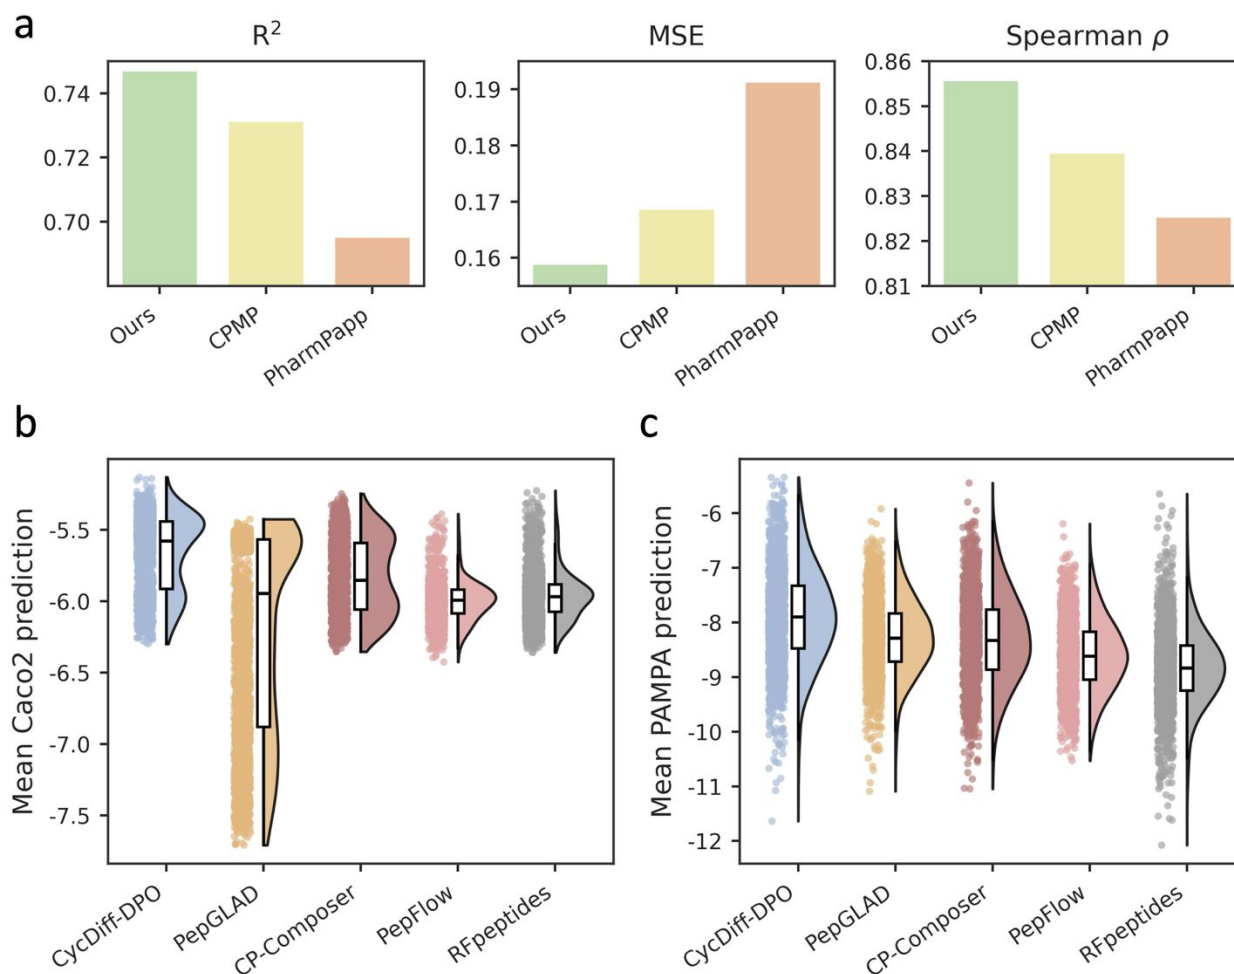 a
R²
0.74
0.72
0.70
Ours
CPMP
PharmPapp
MSE
0.19
0.18
0.17
0.16
Ours
CPMP
PharmPapp
Spearman ρ
0.86
0.85
0.84
0.83
0.82
0.81
Ours
CPMP
PharmPapp
b
Mean Caco2 prediction
-5.5
-6.0
-6.5
-7.0
-7.5
CycDiff-DPO
PepGLAD
CP-Composer
PepFlow
RFpeptides
c
Mean PAMPA prediction
-6
-7
-8
-9
-10
-11
-12
CycDiff-DPO
PepGLAD
CP-Composer
PepFlow
RFpeptides